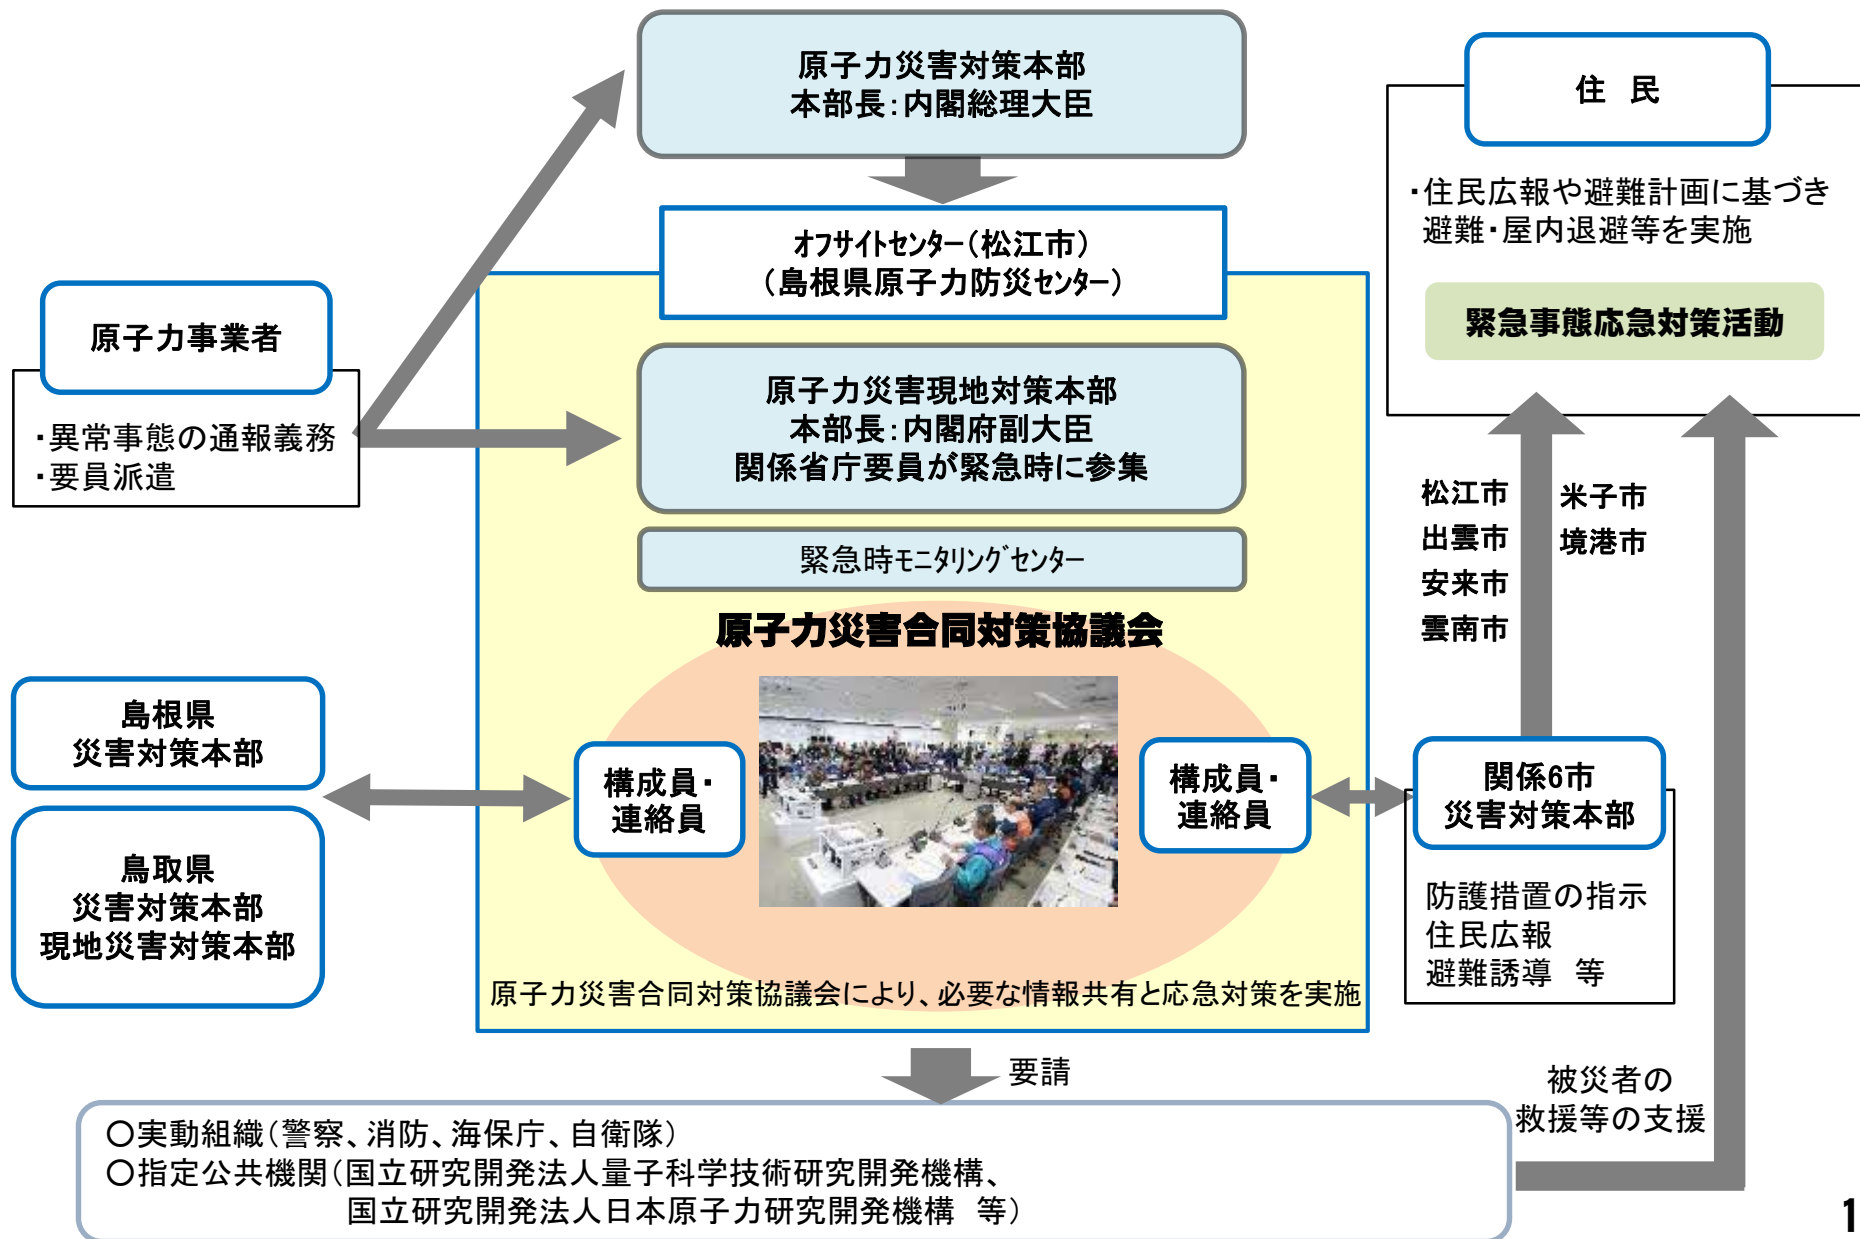 原子力災害対策本部
本部長：内閣総理大臣
オフサイトセンター（松江市）
（島根県原子力防災センター）
原子力事業者
・異常事態の通報義務
・要員派遣
原子力災害現地対策本部
本部長：内閣府副大臣
関係省庁要員が緊急時に参集
緊急時モニタリングセンター
原子力災害合同対策協議会
島根県
災害対策本部
鳥取県
災害対策本部
現地災害対策本部
構成員・
連絡員
構成員・
連絡員
原子力災害合同対策協議会により、必要な情報共有と応急対策を実施
住　民
・住民広報や避難計画に基づき
避難・屋内退避等を実施
緊急事態応急対策活動
松江市
出雲市
安来市
雲南市
米子市
境港市
関係6市
災害対策本部
防護措置の指示
住民広報
避難誘導　等
要請
被災者の
救援等の支援
○実動組織（警察、消防、海保庁、自衛隊）
○指定公共機関（国立研究開発法人量子科学技術研究開発機構、
国立研究開発法人日本原子力研究開発機構　等）
1